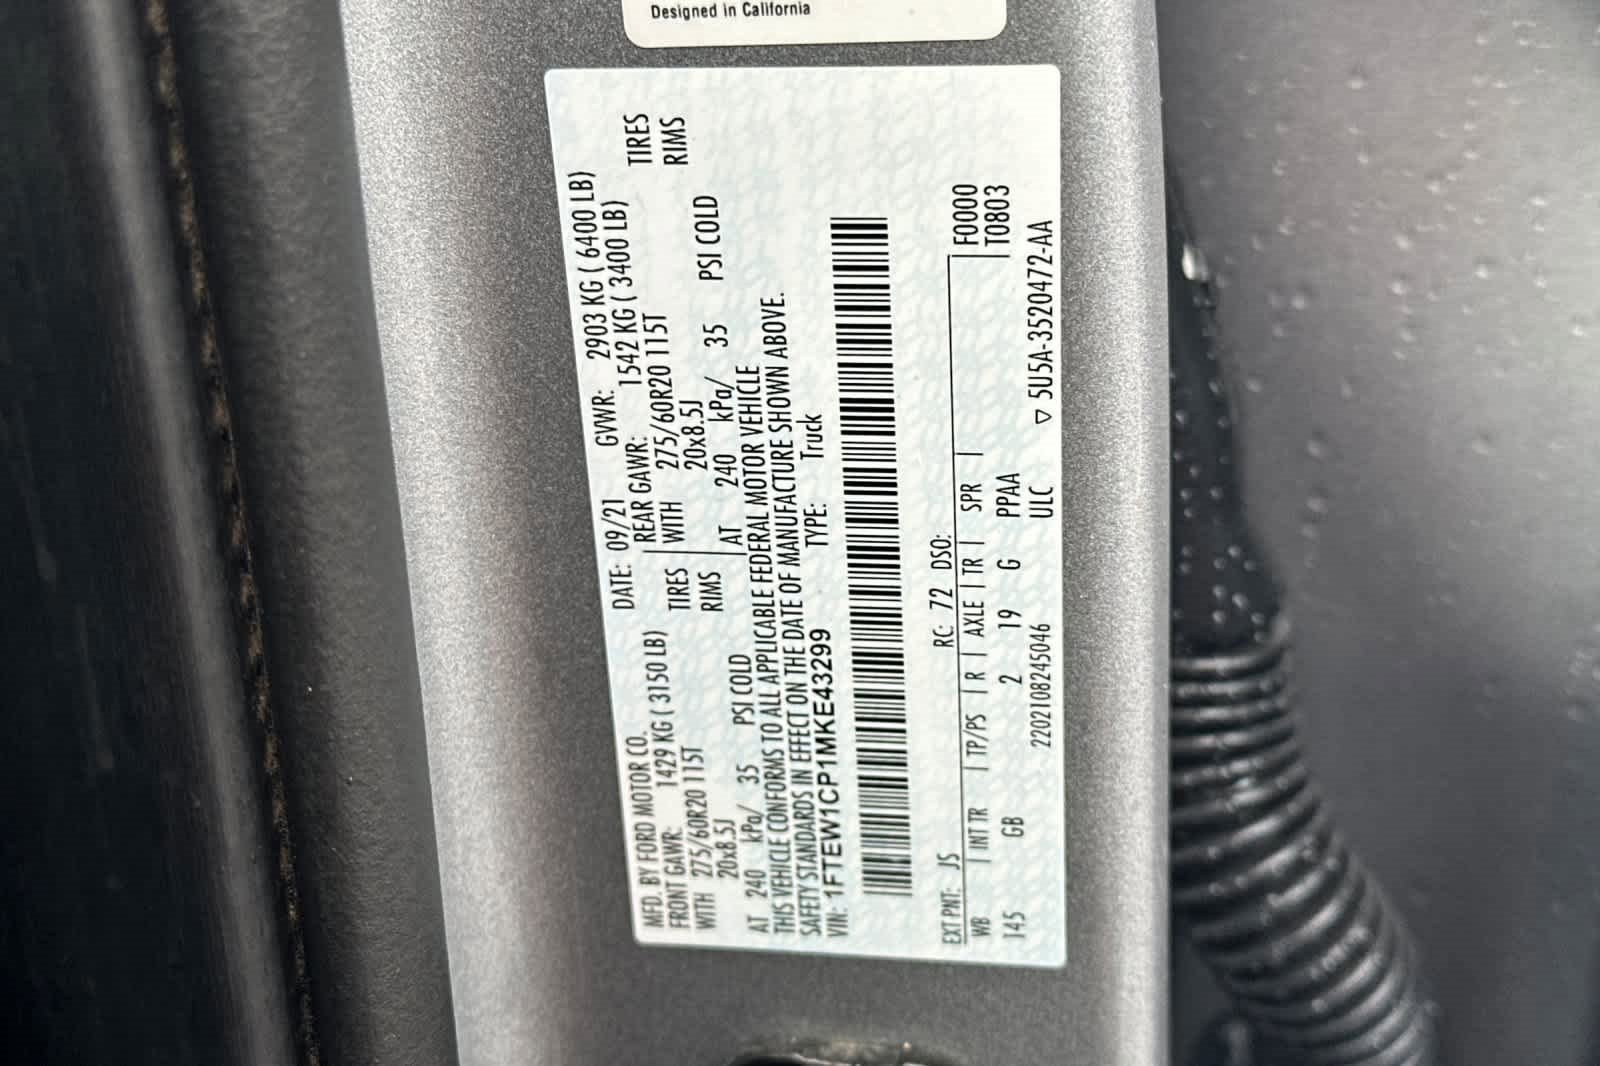 Designed in California
MFD. BY FORD MOTOR CO. DATE: 09/21 GVWR: 2903 KG ( 6400 LB)
FRONT GAWR: 1429 KG ( 3150 LB) REAR GAWR: 1542 KG ( 3400 LB)
WITH 275/60R20 115T TIRES WITH 275/60R20 115T TIRES
20x8.5J RIMS 20x8.5J RIMS
AT 240 kPa/ 35 PSI COLD AT 240 kPa/ 35 PSI COLD
THIS VEHICLE CONFORMS TO ALL APPLICABLE FEDERAL MOTOR VEHICLE
SAFETY STANDARDS IN EFFECT ON THE DATE OF MANUFACTURE SHOWN ABOVE.
VIN: 1FTEW1CP1MKE43299 TYPE: Truck
EXT PNT: JS RC: 72 DSO: F0000
WB INT TR TP/PS R AXLE TR SPR T0803
145 GB 2 19 G PPAA
2202108245046 ULC ▽ 5U5A-3520472-AA